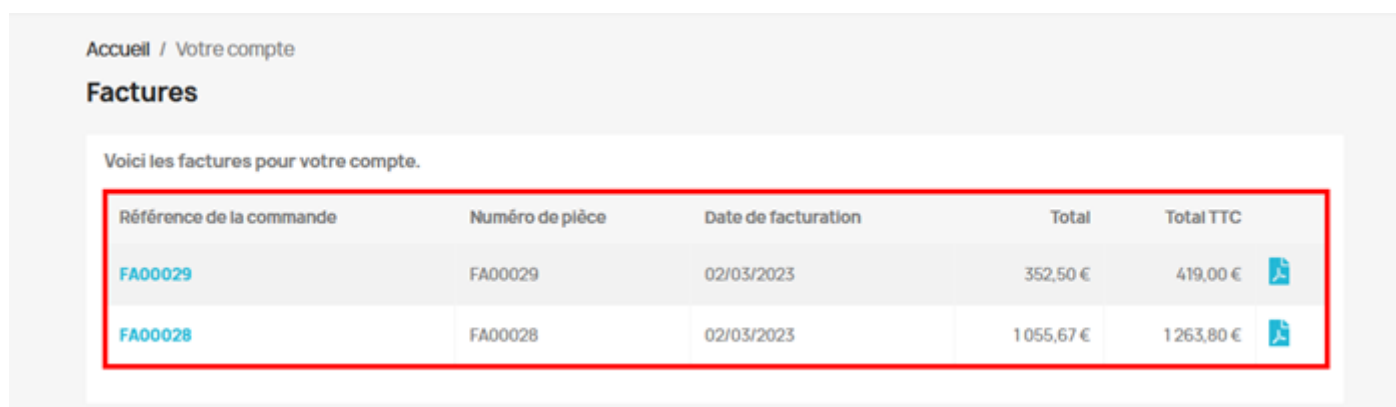 Accueil / Votre compte
Factures
Voici les factures pour votre compte.
Référence de la commande Numéro de pièce Date de facturation Total Total TTC
FA00029 FA00029 02/03/2023 352,50 € 419,00 €
FA00028 FA00028 02/03/2023 1 055,67 € 1 263,80 €